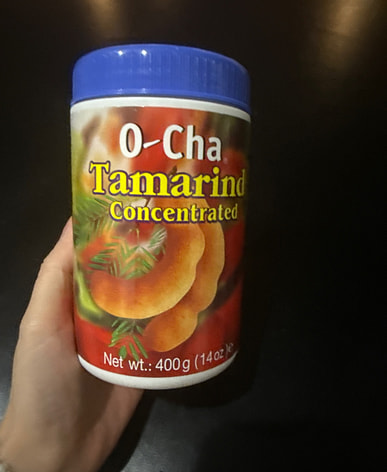 O-Cha
Tamarind
Concentrated
Net wt.: 400g (14oz)e